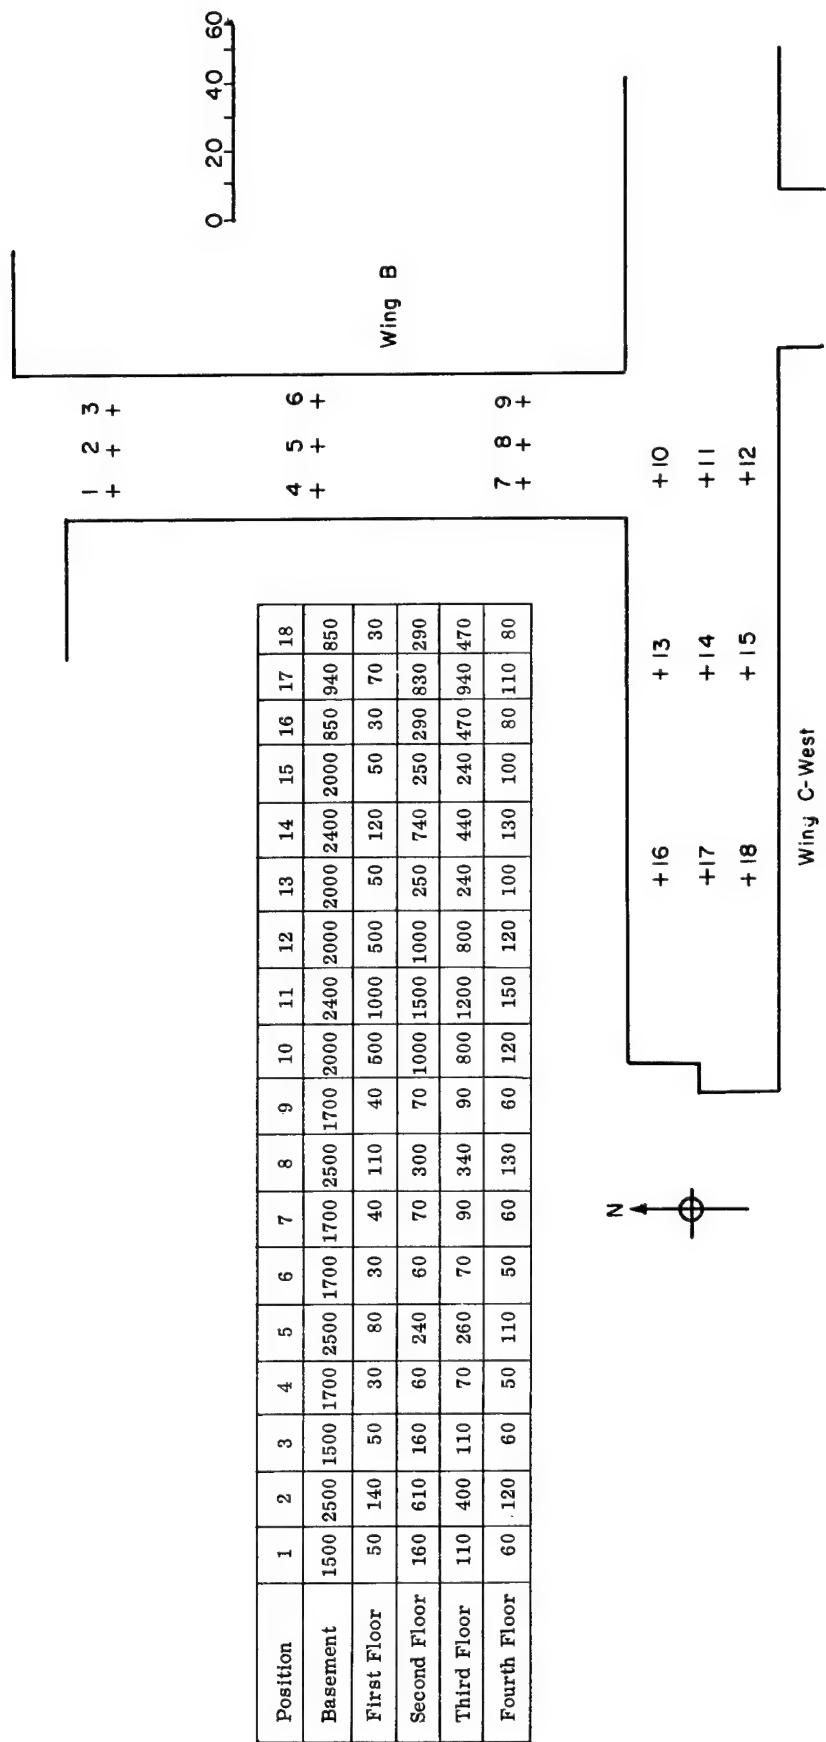 0 20 40 60
Wing B
1 2 3
4 5 6
7 8 9
Position 1 2 3 4 5 6 7 8 9 10 11 12 13 14 15 16 17 18
Basement 1500 2500 1500 1700 2500 1700 1700 2500 1700 2000 2400 2000 2000 2400 2000 850 940 850
First Floor 50 140 50 30 80 30 40 110 40 500 1000 500 50 120 50 30 70 30
Second Floor 160 610 160 60 240 60 70 300 70 1000 1500 1000 250 740 250 290 830 290
Third Floor 110 400 110 70 260 70 90 340 90 800 1200 800 240 440 240 470 940 470
Fourth Floor 60 120 60 50 110 50 60 130 60 120 150 120 100 130 100 80 110 80
+16 +13 +10
+17 +14 +11
+18 +15 +12
N
Wing C-West